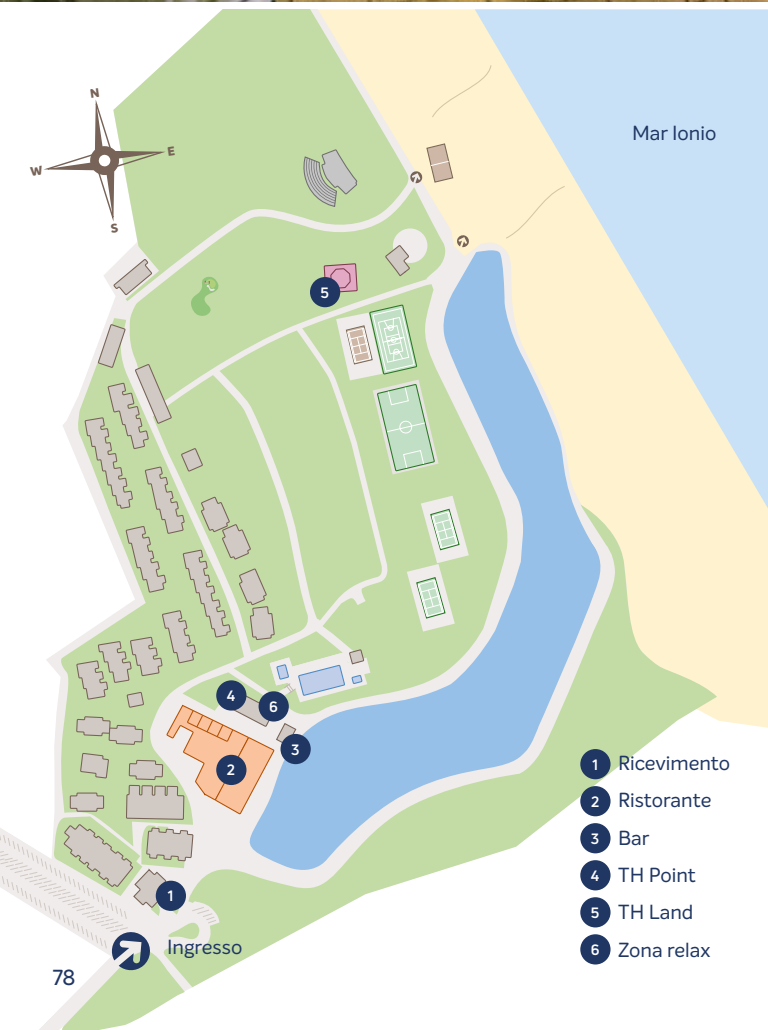 N
E
W
S
Mar Ionio
5
4
6
3
2
1
1 Ricevimento
2 Ristorante
3 Bar
4 TH Point
5 TH Land
6 Zona relax
Ingresso
78